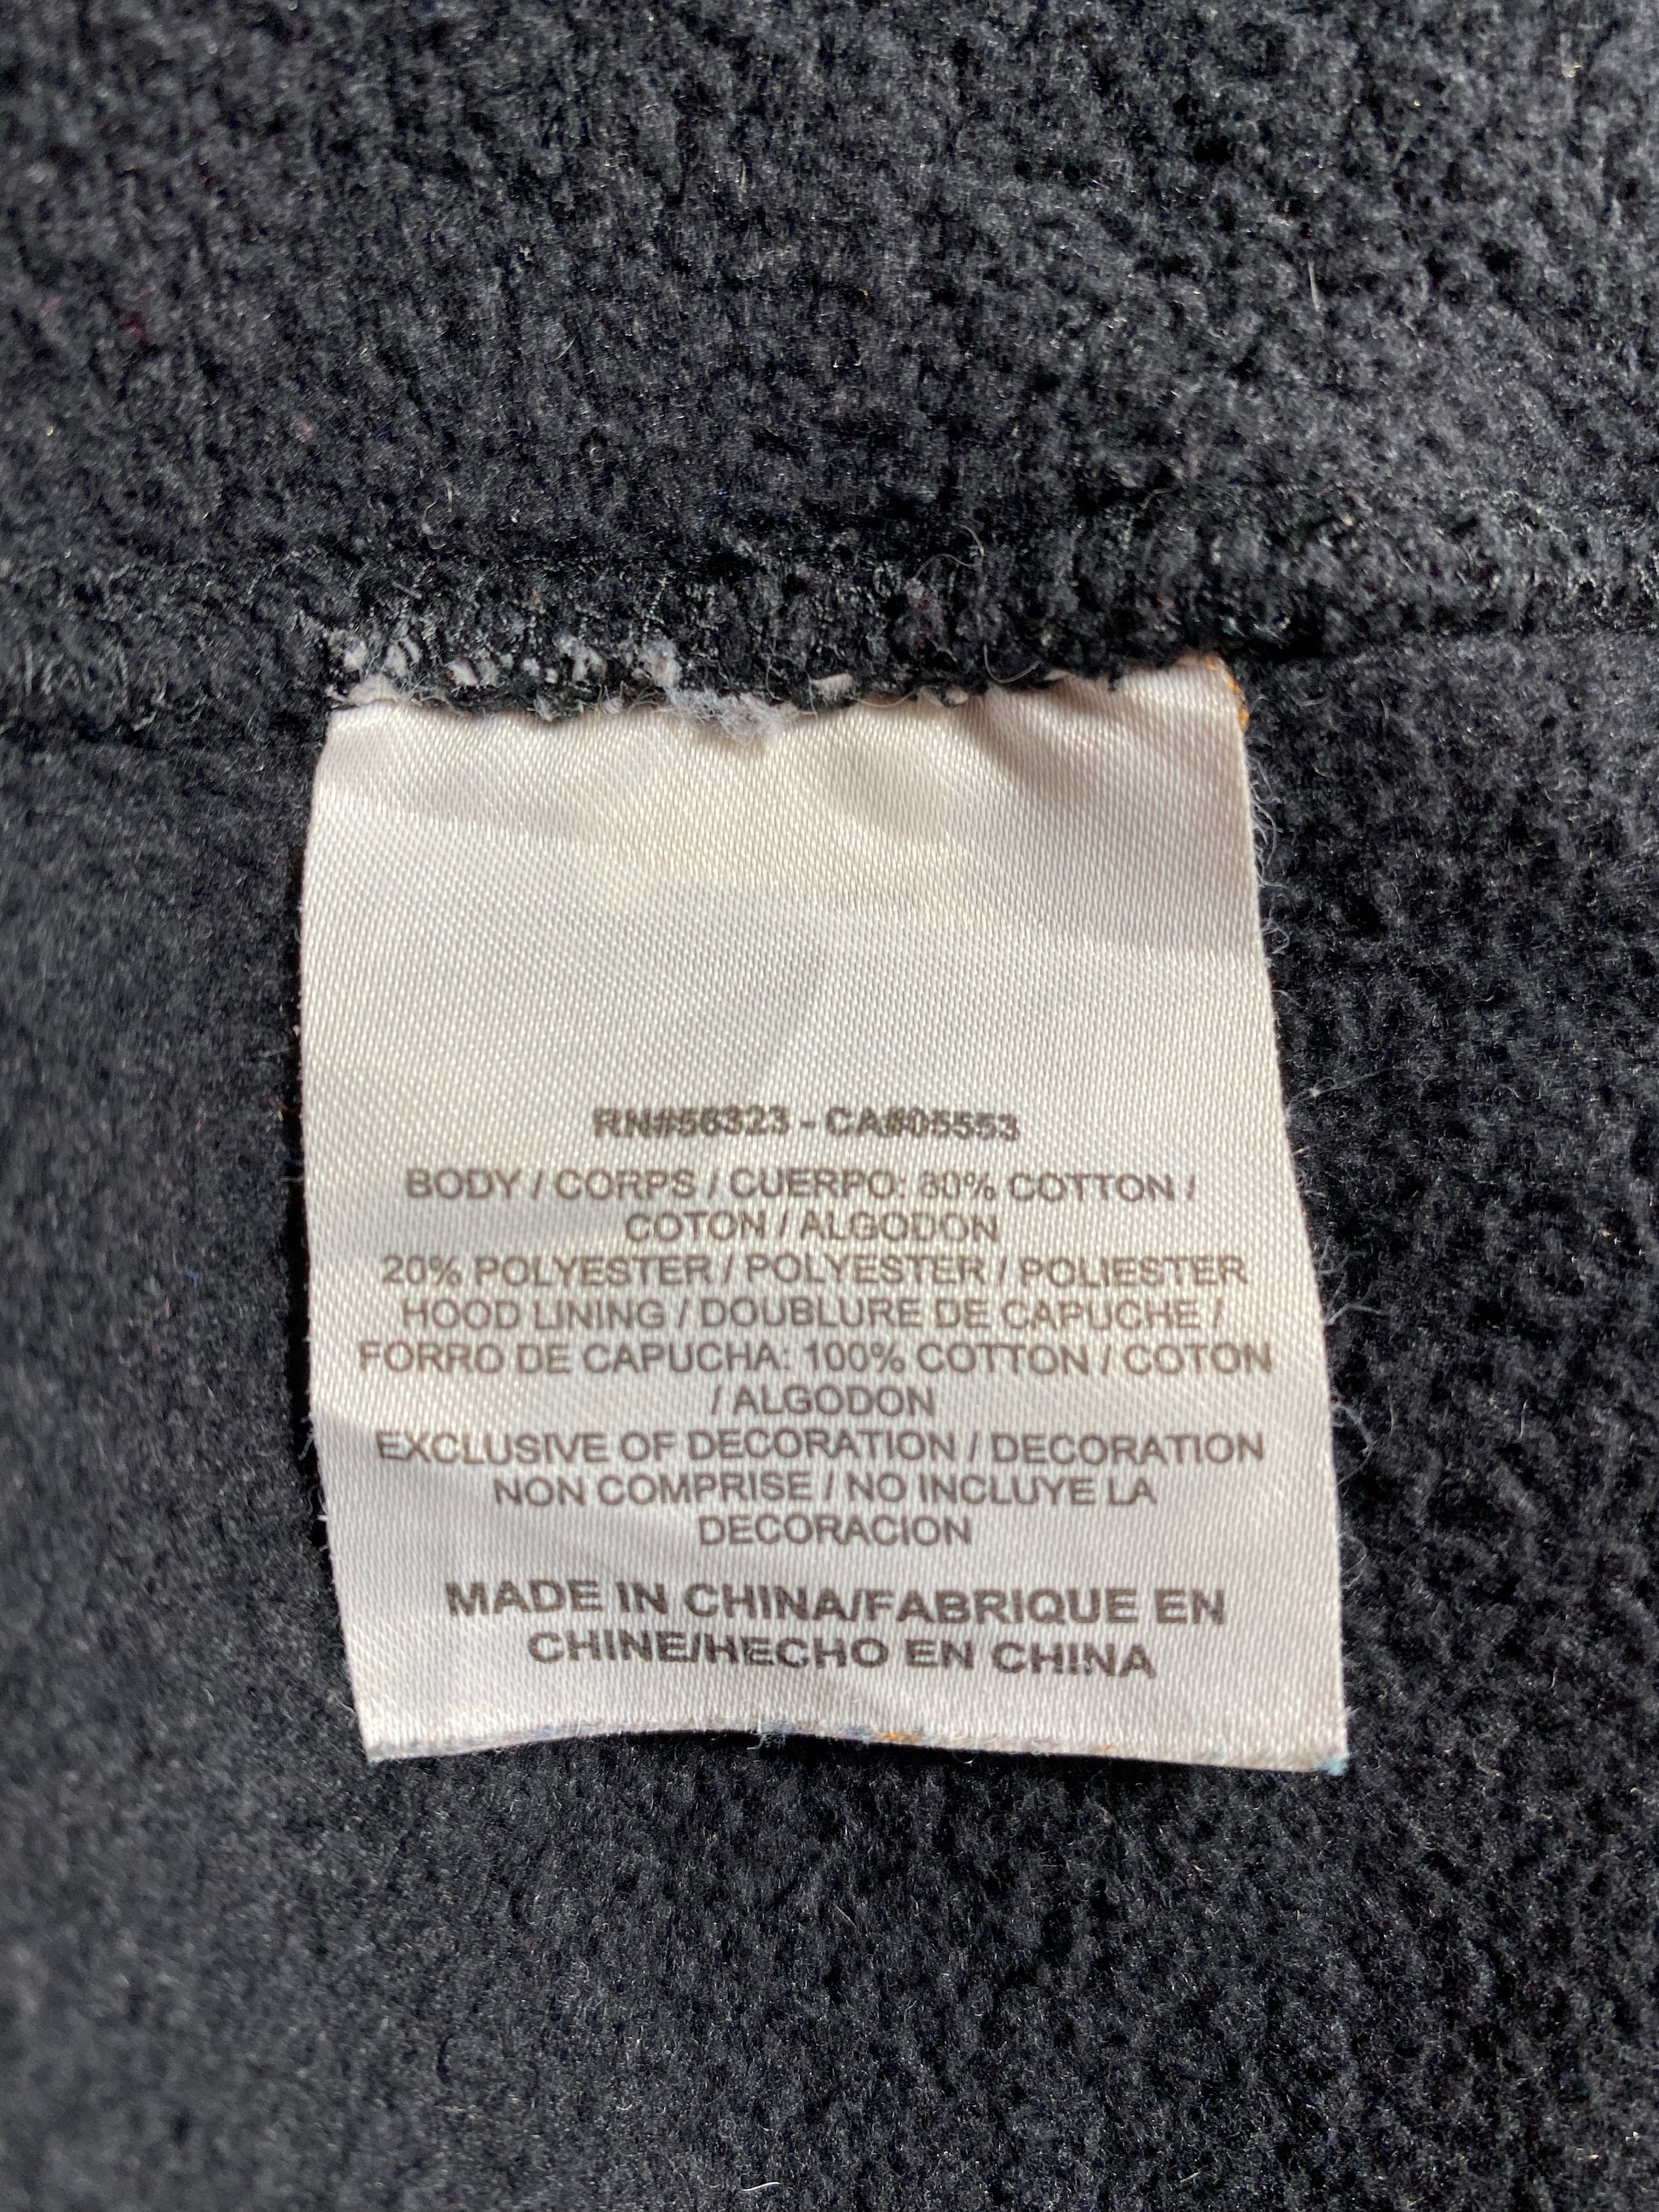 RN#56323 - CA#05553
BODY / CORPS / CUERPO: 80% COTTON /
COTON / ALGODON
20% POLYESTER / POLYESTER / POLIESTER
HOOD LINING / DOUBLURE DE CAPUCHE /
FORRO DE CAPUCHA: 100% COTTON / COTON
/ ALGODON
EXCLUSIVE OF DECORATION / DECORATION
NON COMPRISE / NO INCLUYE LA
DECORACION
MADE IN CHINA/FABRIQUE EN
CHINE/HECHO EN CHINA